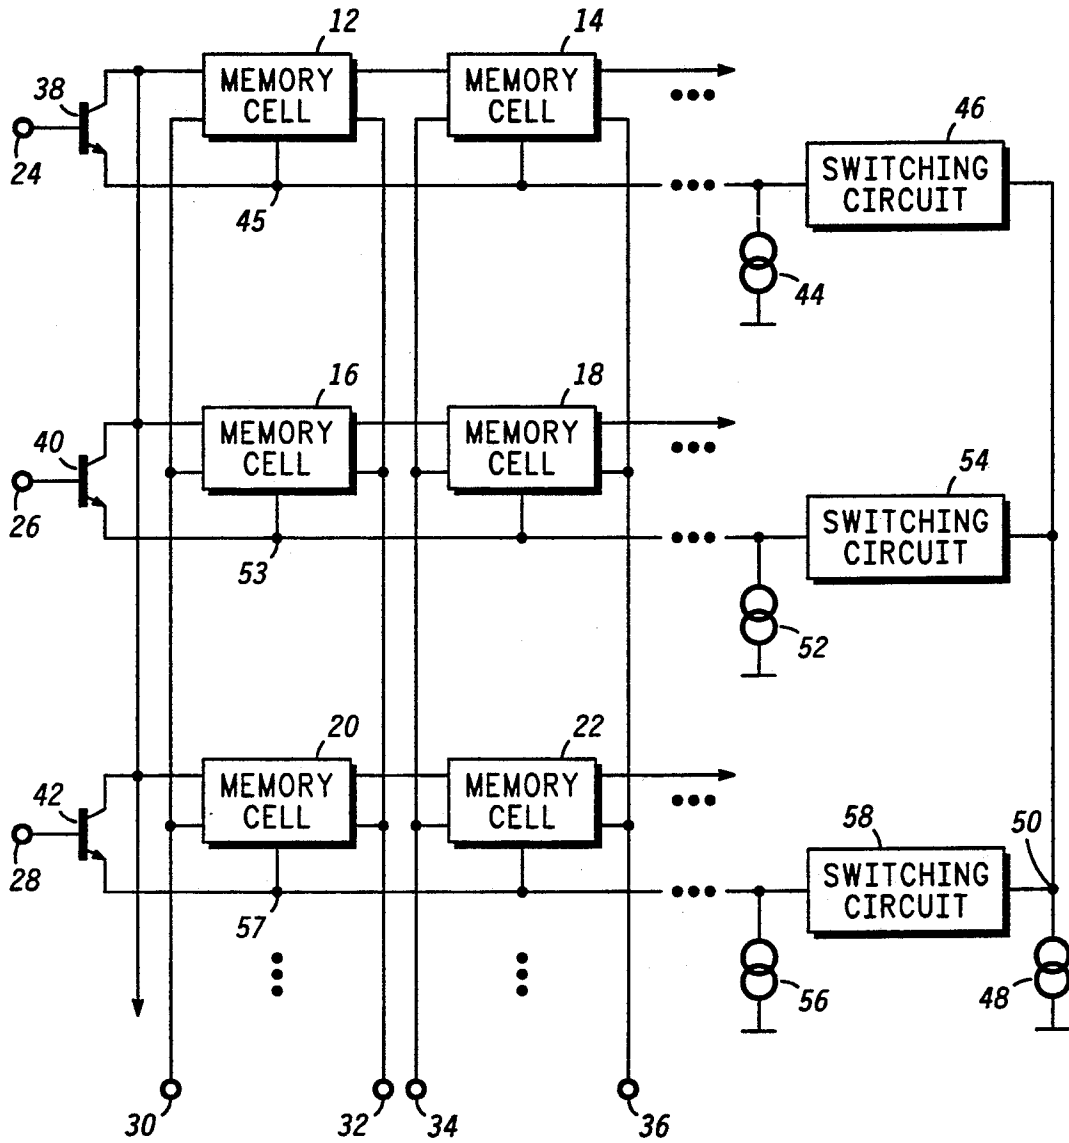 12 14
MEMORY CELL MEMORY CELL
38 46
24 SWITCHING CIRCUIT
45
44
16 18
MEMORY CELL MEMORY CELL
40 54
26 SWITCHING CIRCUIT
53
52
20 22
MEMORY CELL MEMORY CELL
42 58 50
28 SWITCHING CIRCUIT
57
56 48
30 32 34 36